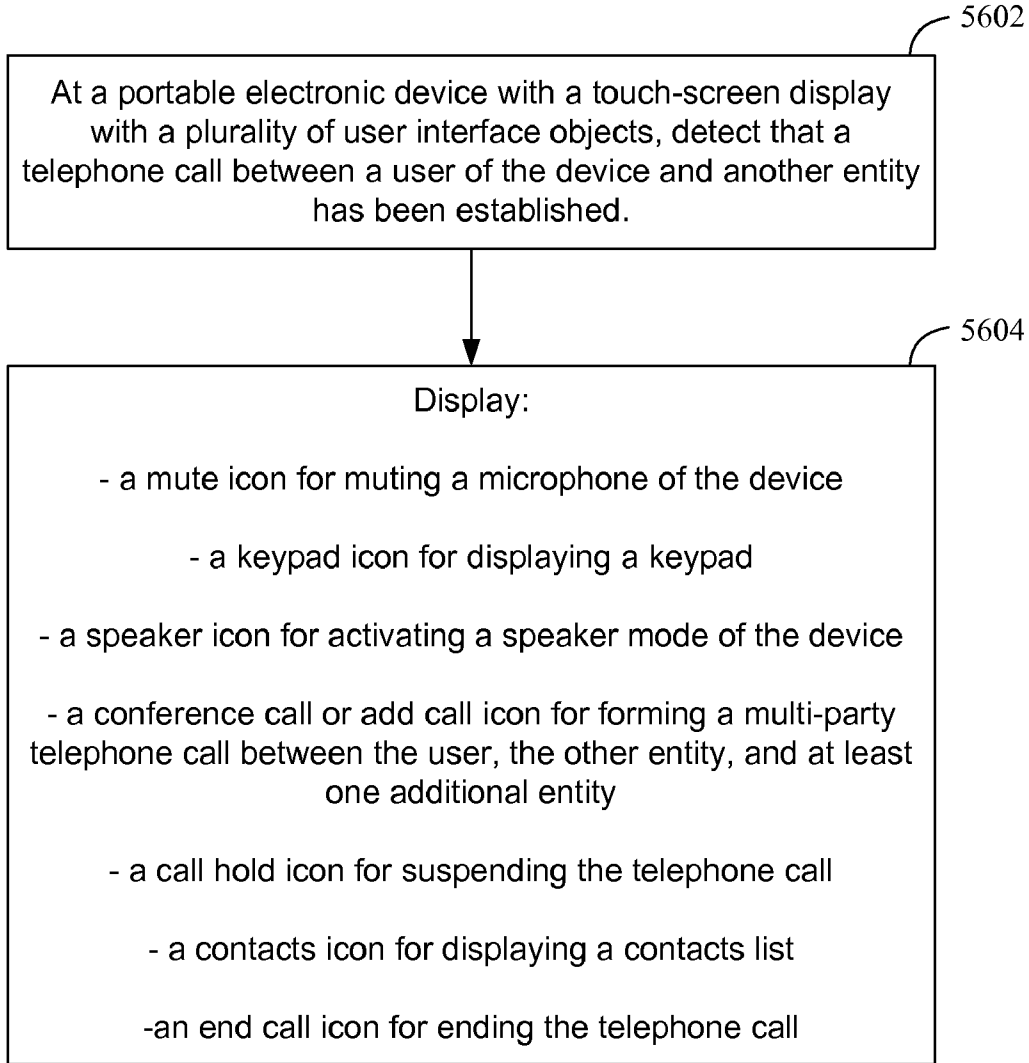 5602
At a portable electronic device with a touch-screen display
with a plurality of user interface objects, detect that a
telephone call between a user of the device and another entity
has been established.
5604
Display:
- a mute icon for muting a microphone of the device
- a keypad icon for displaying a keypad
- a speaker icon for activating a speaker mode of the device
- a conference call or add call icon for forming a multi-party
telephone call between the user, the other entity, and at least
one additional entity
- a call hold icon for suspending the telephone call
- a contacts icon for displaying a contacts list
-an end call icon for ending the telephone call